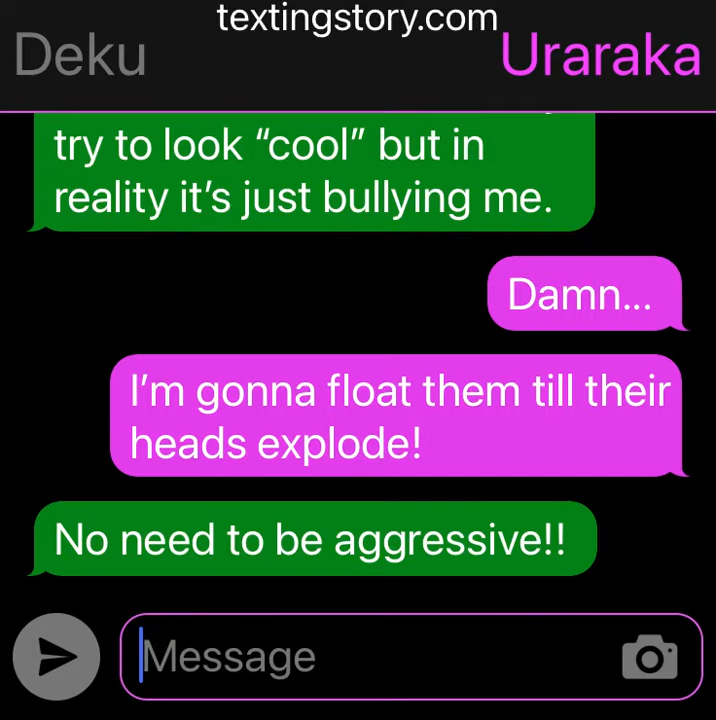 textingstory.com
Deku Uraraka
try to look “cool” but in
reality it’s just bullying me.
Damn...
I’m gonna float them till their
heads explode!
No need to be aggressive!!
Message